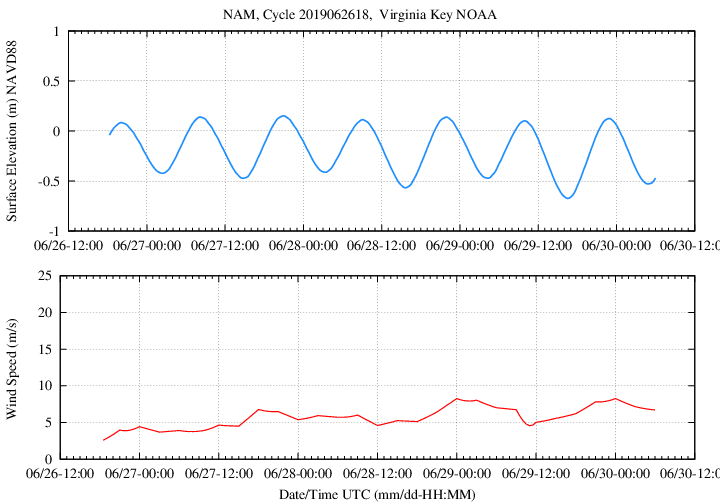 NAM, Cycle 2019062618,  Virginia Key NOAA
Surface Elevation (m) NAVD88
1
0.5
0
-0.5
-1
06/26-12:00 06/27-00:00 06/27-12:00 06/28-00:00 06/28-12:00 06/29-00:00 06/29-12:00 06/30-00:00 06/30-12:0
Wind Speed (m/s)
25
20
15
10
5
0
06/26-12:00 06/27-00:00 06/27-12:00 06/28-00:00 06/28-12:00 06/29-00:00 06/29-12:00 06/30-00:00 06/30-12:0
Date/Time UTC (mm/dd-HH:MM)